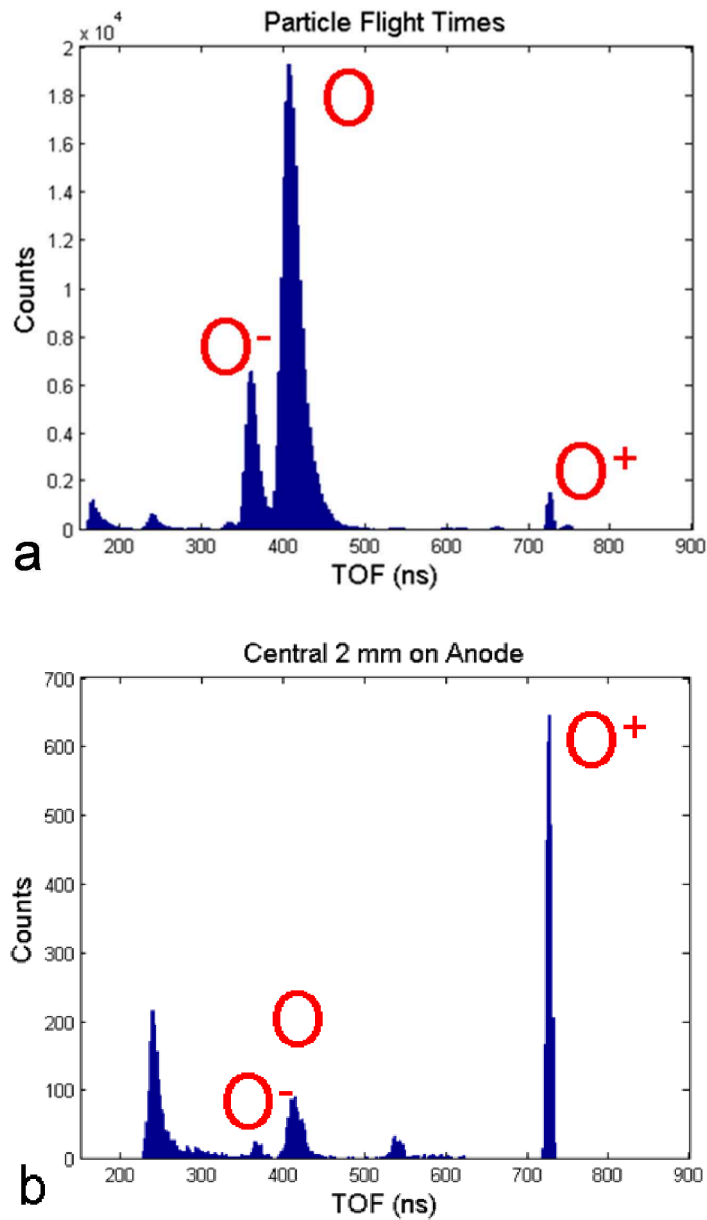 Particle Flight Times
x 10⁴
2
1.8
1.6
1.4
1.2
1
0.8
0.6
0.4
0.2
0
Counts
O
O⁻
O⁺
200 300 400 500 600 700 800 900
TOF (ns)
a
Central 2 mm on Anode
700
600
500
400
300
200
100
0
Counts
O⁺
O
O⁻
200 300 400 500 600 700 800 900
TOF (ns)
b